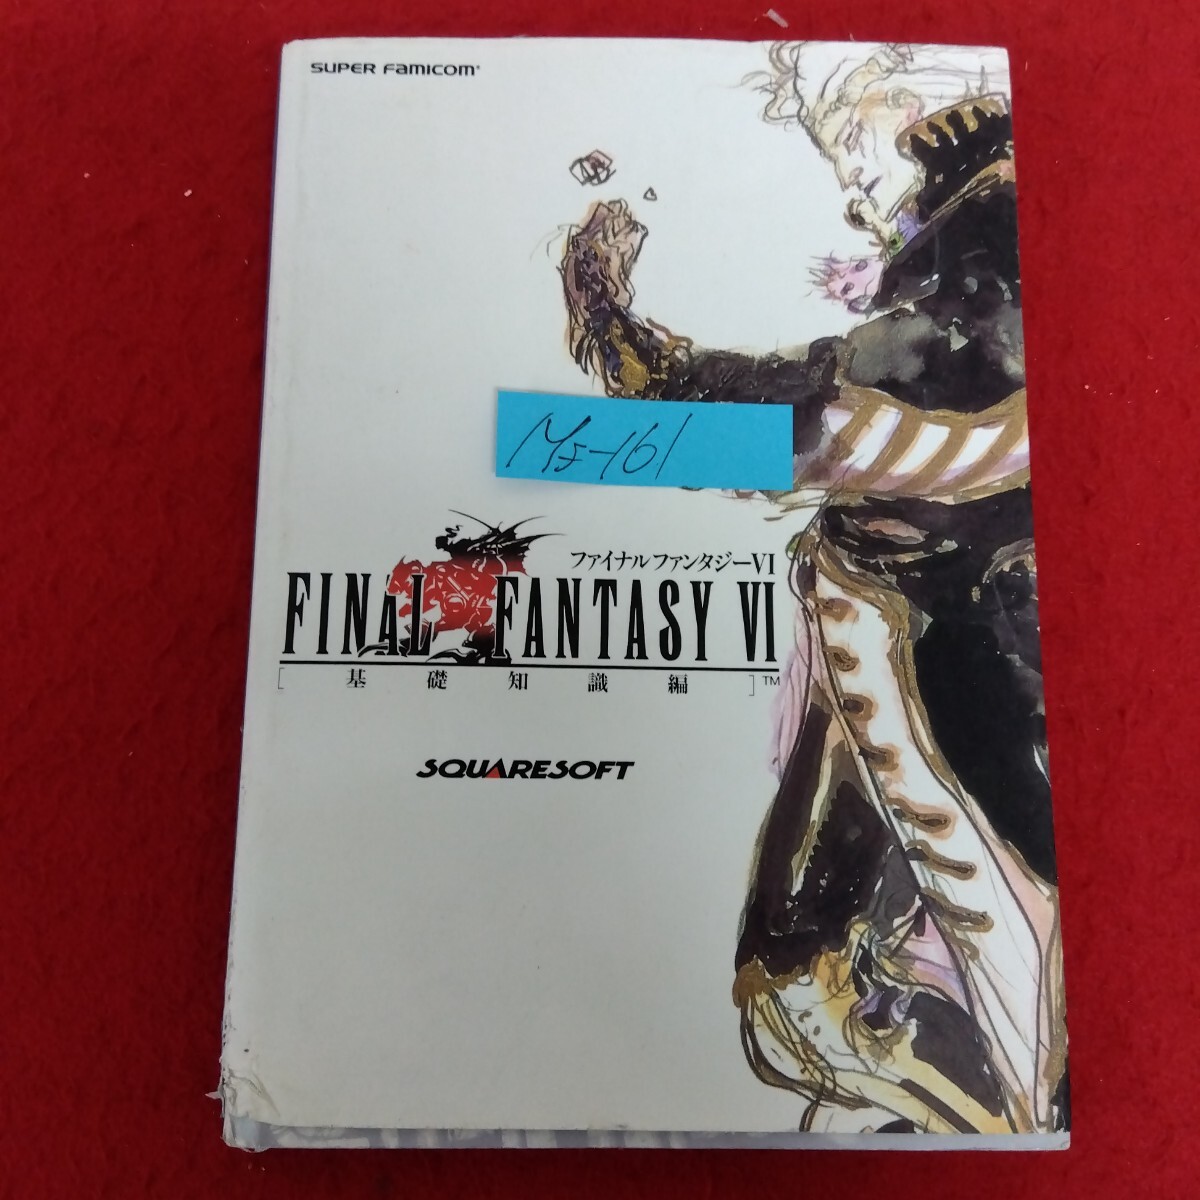 SUPER FAMICOM
Mf-161
ファイナルファンタジーVI
FINAL FANTASY VI
[基礎知識編]™
SQUARESOFT